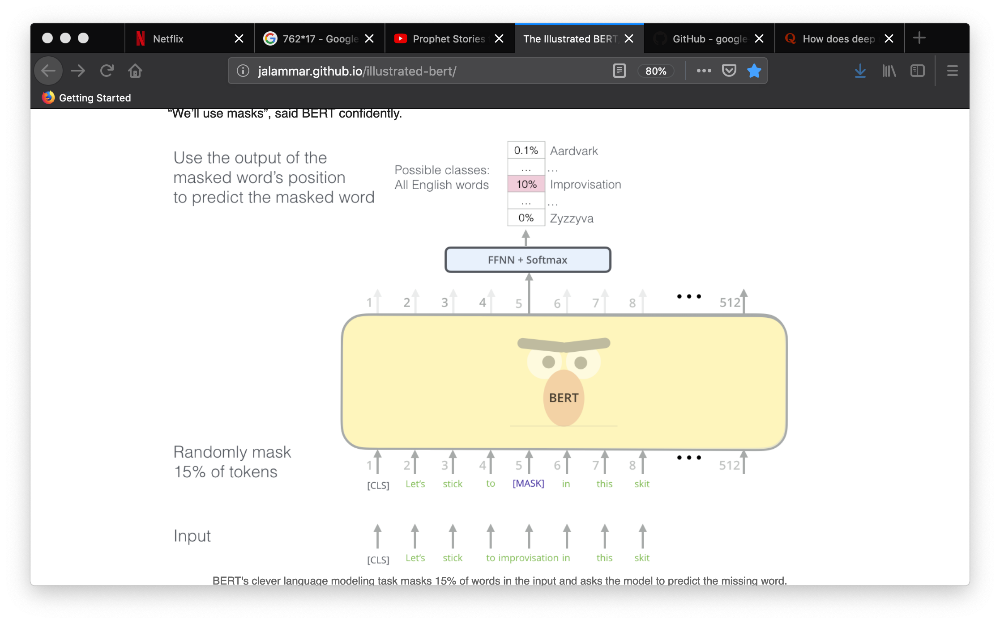 Netflix
762*17 - Google
Prophet Stories
The Illustrated BERT,
GitHub - google-
How does deep
jalammar.github.io/illustrated-bert/
80%
Getting Started
“We’ll use masks”, said BERT confidently.
Use the output of the
masked word’s position
to predict the masked word
Possible classes:
All English words
0.1% Aardvark
... ...
10% Improvisation
... ...
0% Zyzzyva
FFNN + Softmax
1 2 3 4 5 6 7 8 ... 512
BERT
Randomly mask
15% of tokens
1 2 3 4 5 6 7 8 ... 512
[CLS] Let’s stick to [MASK] in this skit
Input
[CLS] Let’s stick to improvisation in this skit
BERT's clever language modeling task masks 15% of words in the input and asks the model to predict the missing word.